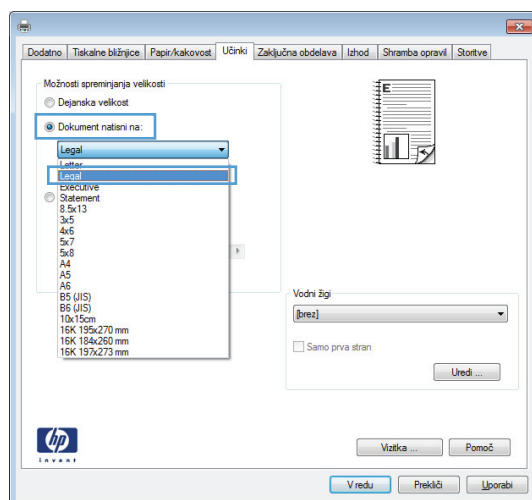 Dodatno Tiskalne bližnjice Papir/kakovost Učinki Zaključna obdelava Izhod Shramba opravil Storitve
Možnosti spreminjanja velikosti
Dejanska velikost
Dokument natisni na:
Legal
Letter
Legal
Executive
Statement
8.5x13
3x5
4x6
5x7
5x8
A4
A5
A6
B5 (JIS)
B6 (JIS)
10x15cm
16K 195x270 mm
16K 184x260 mm
16K 197x273 mm
E
Vodni žigi
[brez]
Samo prva stran
Uredi ...
hp
invent
Vizitka ... Pomoč
V redu Prekliči Uporabi